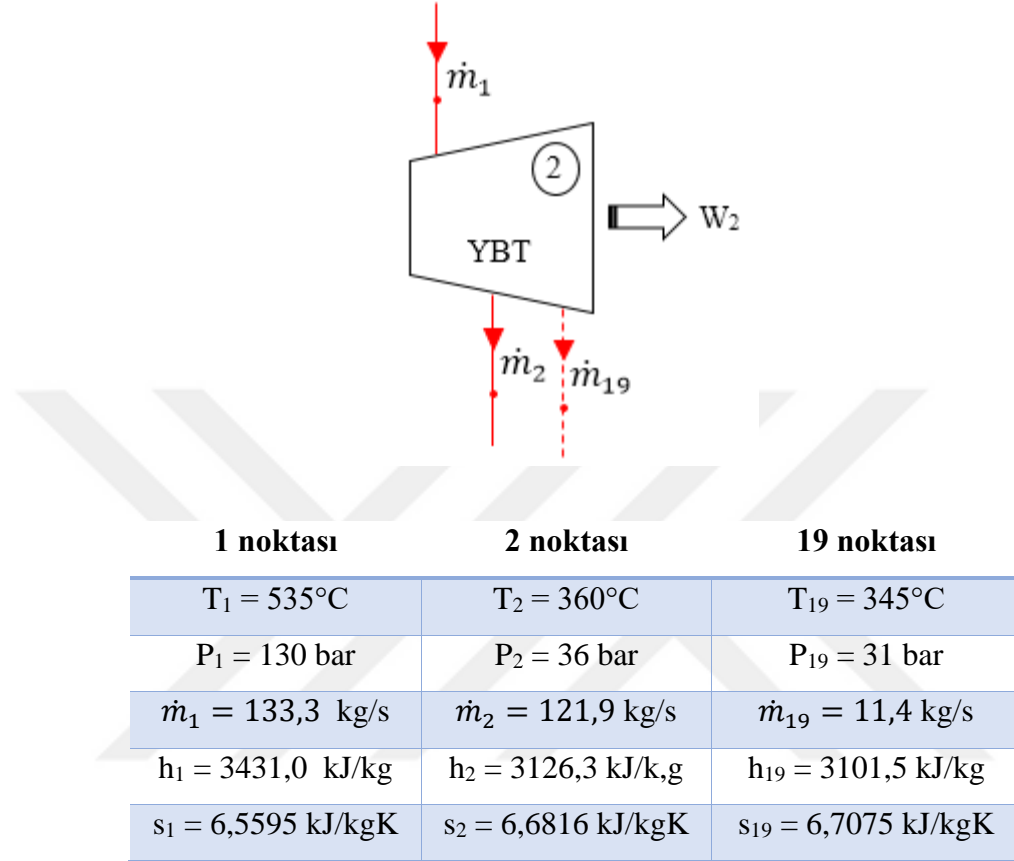 ṁ₁
2
W₂
YBT
ṁ₂
ṁ₁₉
1 noktası 2 noktası 19 noktası
T₁ = 535°C T₂ = 360°C T₁₉ = 345°C
P₁ = 130 bar P₂ = 36 bar P₁₉ = 31 bar
ṁ₁ = 133,3 kg/s ṁ₂ = 121,9 kg/s ṁ₁₉ = 11,4 kg/s
h₁ = 3431,0 kJ/kg h₂ = 3126,3 kJ/k,g h₁₉ = 3101,5 kJ/kg
s₁ = 6,5595 kJ/kgK s₂ = 6,6816 kJ/kgK s₁₉ = 6,7075 kJ/kgK